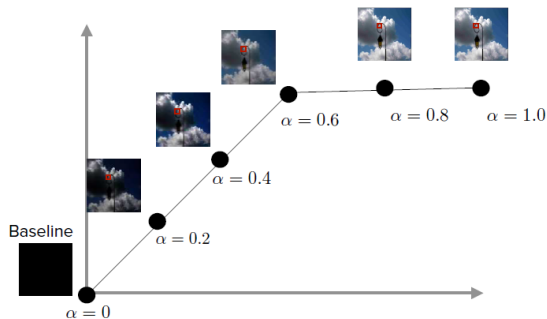 α = 0.6
α = 0.8
α = 1.0
α = 0.4
Baseline
α = 0.2
α = 0